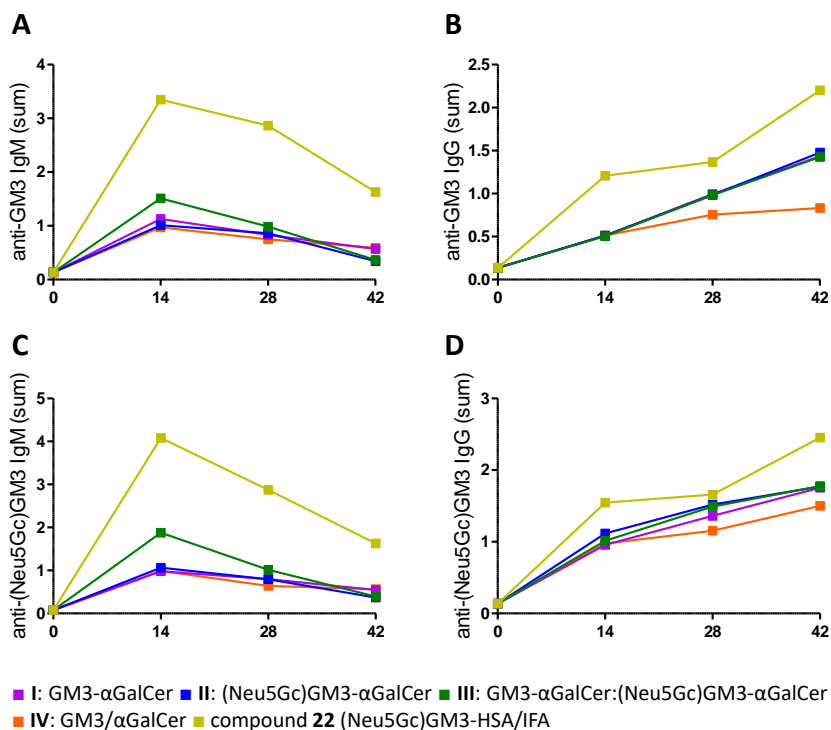 A
anti-GM3 IgM (sum)
4
3
2
1
0
0 14 28 42
B
anti-GM3 IgG (sum)
2.5
2.0
1.5
1.0
0.5
0.0
0 14 28 42
C
anti-(Neu5Gc)GM3 IgM (sum)
5
4
3
2
1
0
0 14 28 42
D
anti-(Neu5Gc)GM3 IgG (sum)
3
2
1
0
0 14 28 42
I: GM3-αGalCer II: (Neu5Gc)GM3-αGalCer III: GM3-αGalCer:(Neu5Gc)GM3-αGalCer
IV: GM3/αGalCer compound 22 (Neu5Gc)GM3-HSA/IFA